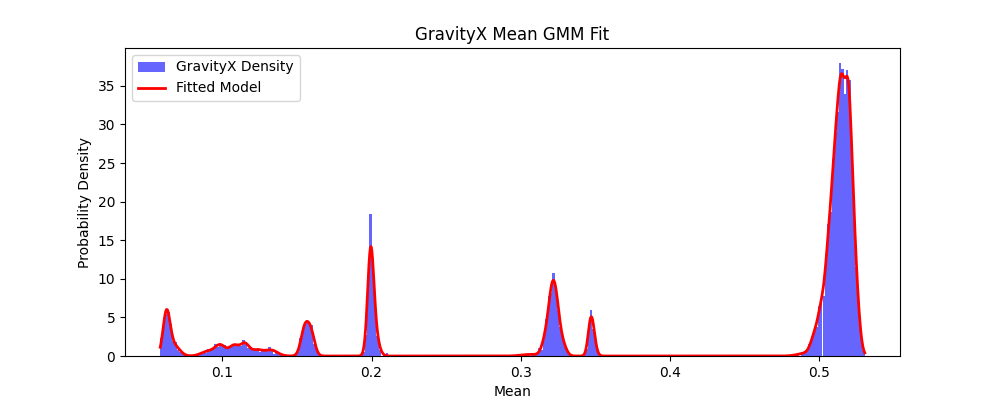 GravityX Mean GMM Fit
GravityX Density
Fitted Model
Probability Density
35
30
25
20
15
10
5
0
0.1 0.2 0.3 0.4 0.5
Mean